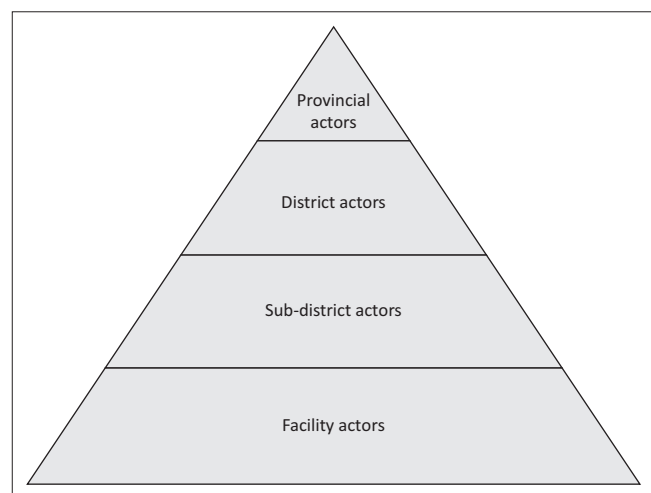 Provincial
actors
District actors
Sub-district actors
Facility actors